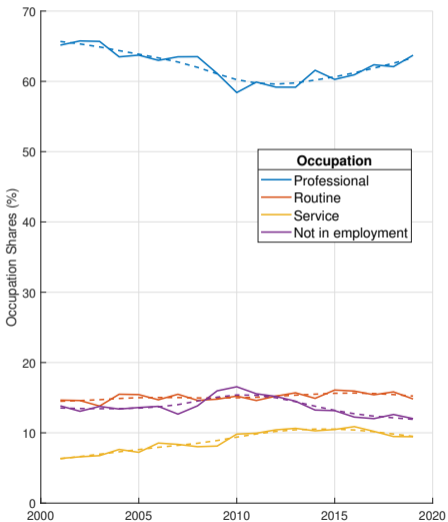 70
60
50
40
30
20
10
0
Occupation Shares (%)
Occupation
Professional
Routine
Service
Not in employment
2000
2005
2010
2015
2020